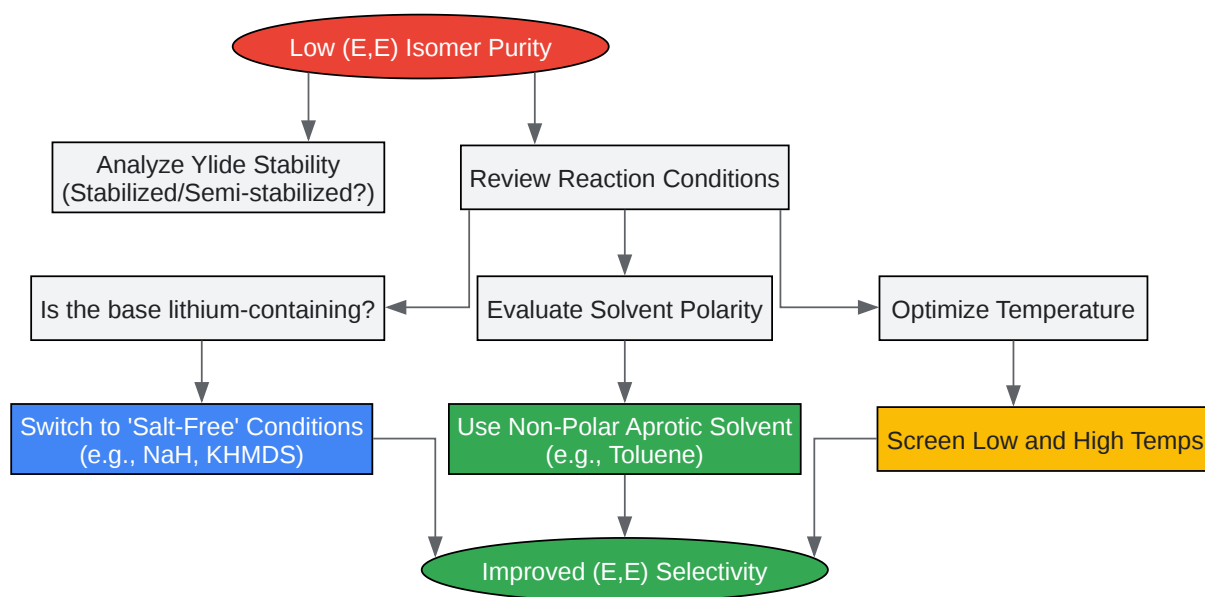 Low (E,E) Isomer Purity
Analyze Ylide Stability
(Stabilized/Semi-stabilized?)
Review Reaction Conditions
Is the base lithium-containing?
Evaluate Solvent Polarity
Optimize Temperature
Switch to 'Salt-Free' Conditions
(e.g., NaH, KHMDS)
Use Non-Polar Aprotic Solvent
(e.g., Toluene)
Screen Low and High Temps
Improved (E,E) Selectivity